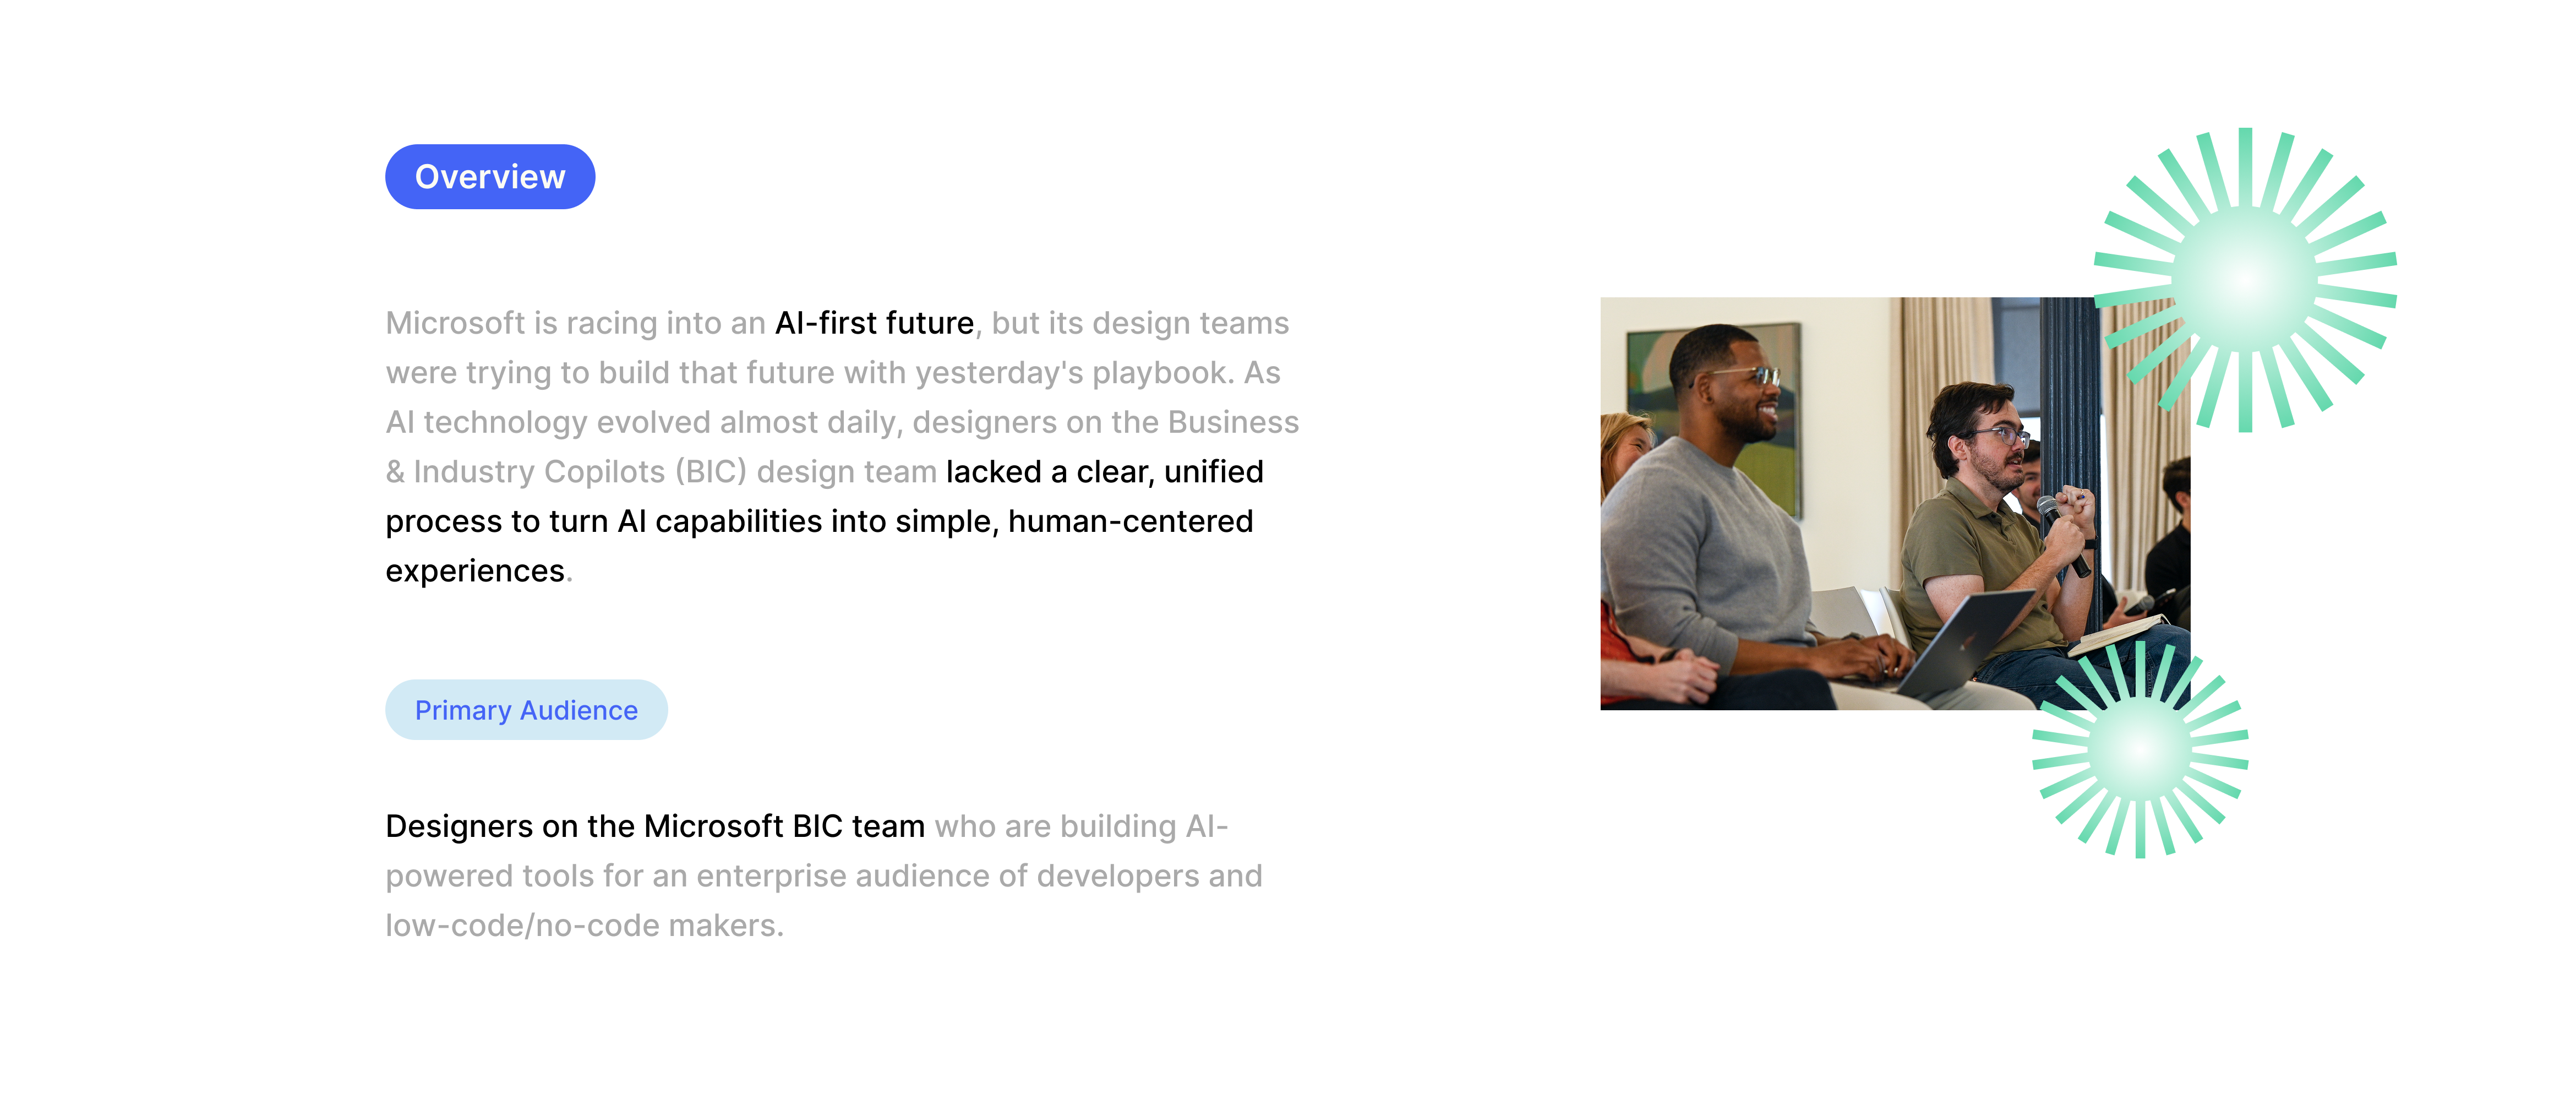 Overview
Microsoft is racing into an AI-first future, but its design teams
were trying to build that future with yesterday's playbook. As
AI technology evolved almost daily, designers on the Business
& Industry Copilots (BIC) design team lacked a clear, unified
process to turn AI capabilities into simple, human-centered
experiences.
Primary Audience
Designers on the Microsoft BIC team who are building AI-
powered tools for an enterprise audience of developers and
low-code/no-code makers.